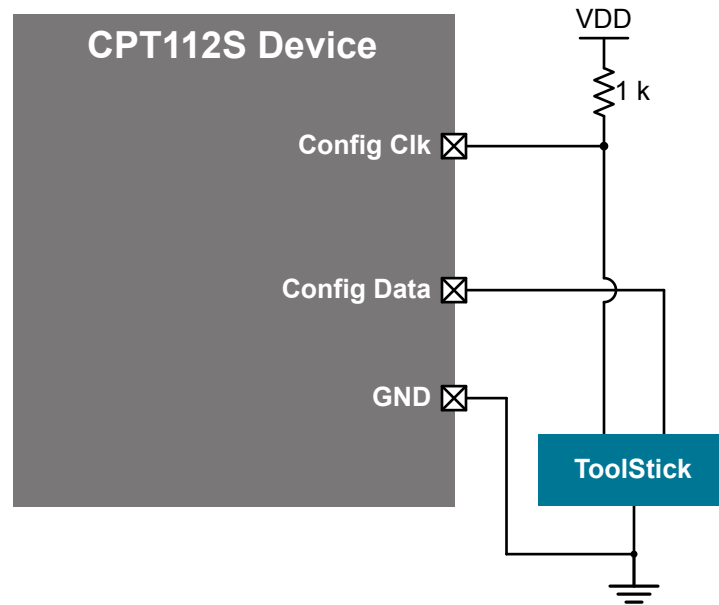 VDD
CPT112S Device
1 k
Config Clk
Config Data
GND
ToolStick